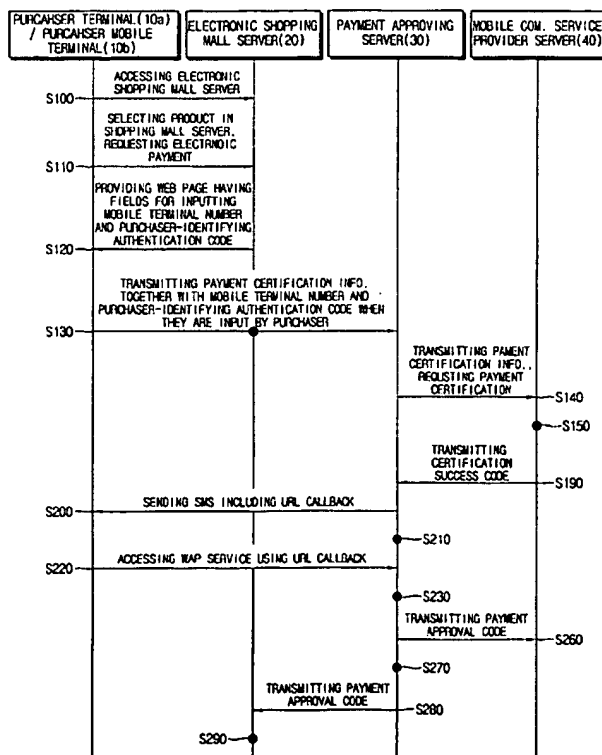 PURCAHSER TERMINAL(10a)
/ PURCAHSER MOBILE
TERMINAL(10b)
ELECTRONIC SHOPPING
MALL SERVER(20)
PAYMENT APPROVING
SERVER(30)
MOBILE COM. SERVICE
PROVIDER SERVER(40)
ACCESSING ELECTRONIC
SHOPPING MALL SERVER
S100
SELECTING PRODUCT IN
SHOPPING MALL SERVER.
REQUESTING ELECTRNOIC
PAYMENT
S110
PROVIDING WEB PAGE HAVING
FIELDS FOR INPUTTING
MOBILE TERMINAL NUMBER
AND PURCHASER-IDENTIFYING
AUTHENTICATION CODE
S120
TRANSMITTING PAYMENT CERTIFICATION INFO.
TOGETHER WITH MOBILE TERMINAL NUMBER AND
PURCHASER-IDENTIFYING AUTHENTICATION CODE WHEN
THEY ARE INPUT BY PURCHASER
S130
TRANSMITTING PAMENT
CERTIFICATION INFO.,
REQUSTING PAYMENT
CERTIFICATION
S140
S150
TRANSMITTING
CERTIFICATION
SUCCESS CODE
S190
SENDING SMS INCLUDING URL CALLBACK
S200
S210
ACCESSING WAP SERVICE USING URL CALLBACK
S220
S230
TRANSMITTING PAYMENT
APPROVAL CODE
S260
S270
TRANSMITTING PAYMENT
APPROVAL CODE
S280
S290